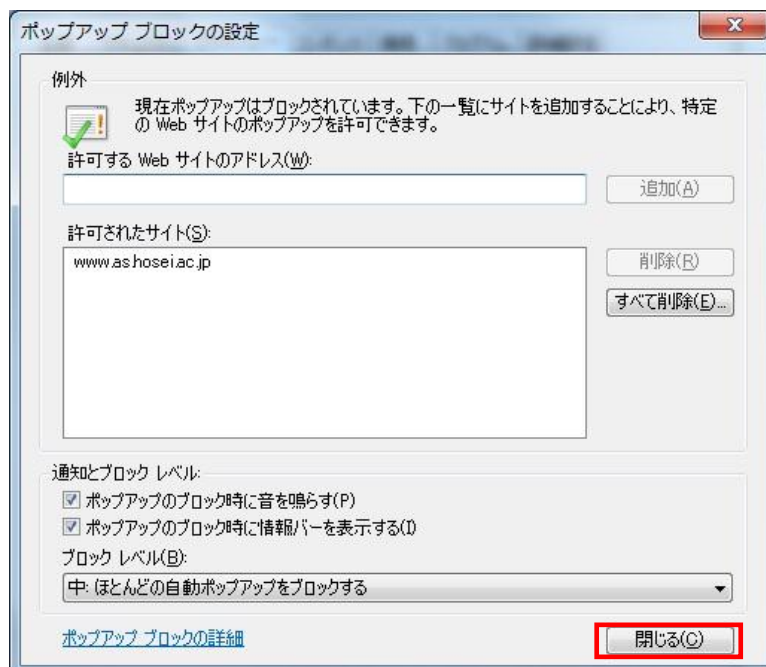 ポップアップ ブロックの設定
例外
現在ポップアップはブロックされています。下の一覧にサイトを追加することにより、特定
の Web サイトのポップアップを許可できます。
許可する Web サイトのアドレス(W):
追加(A)
許可されたサイト(S):
www.as.hosei.ac.jp
削除(R)
すべて削除(E)...
通知とブロック レベル:
ポップアップのブロック時に音を鳴らす(P)
ポップアップのブロック時に情報バーを表示する(I)
ブロック レベル(B):
中: ほとんどの自動ポップアップをブロックする
ポップアップ ブロックの詳細
閉じる(C)